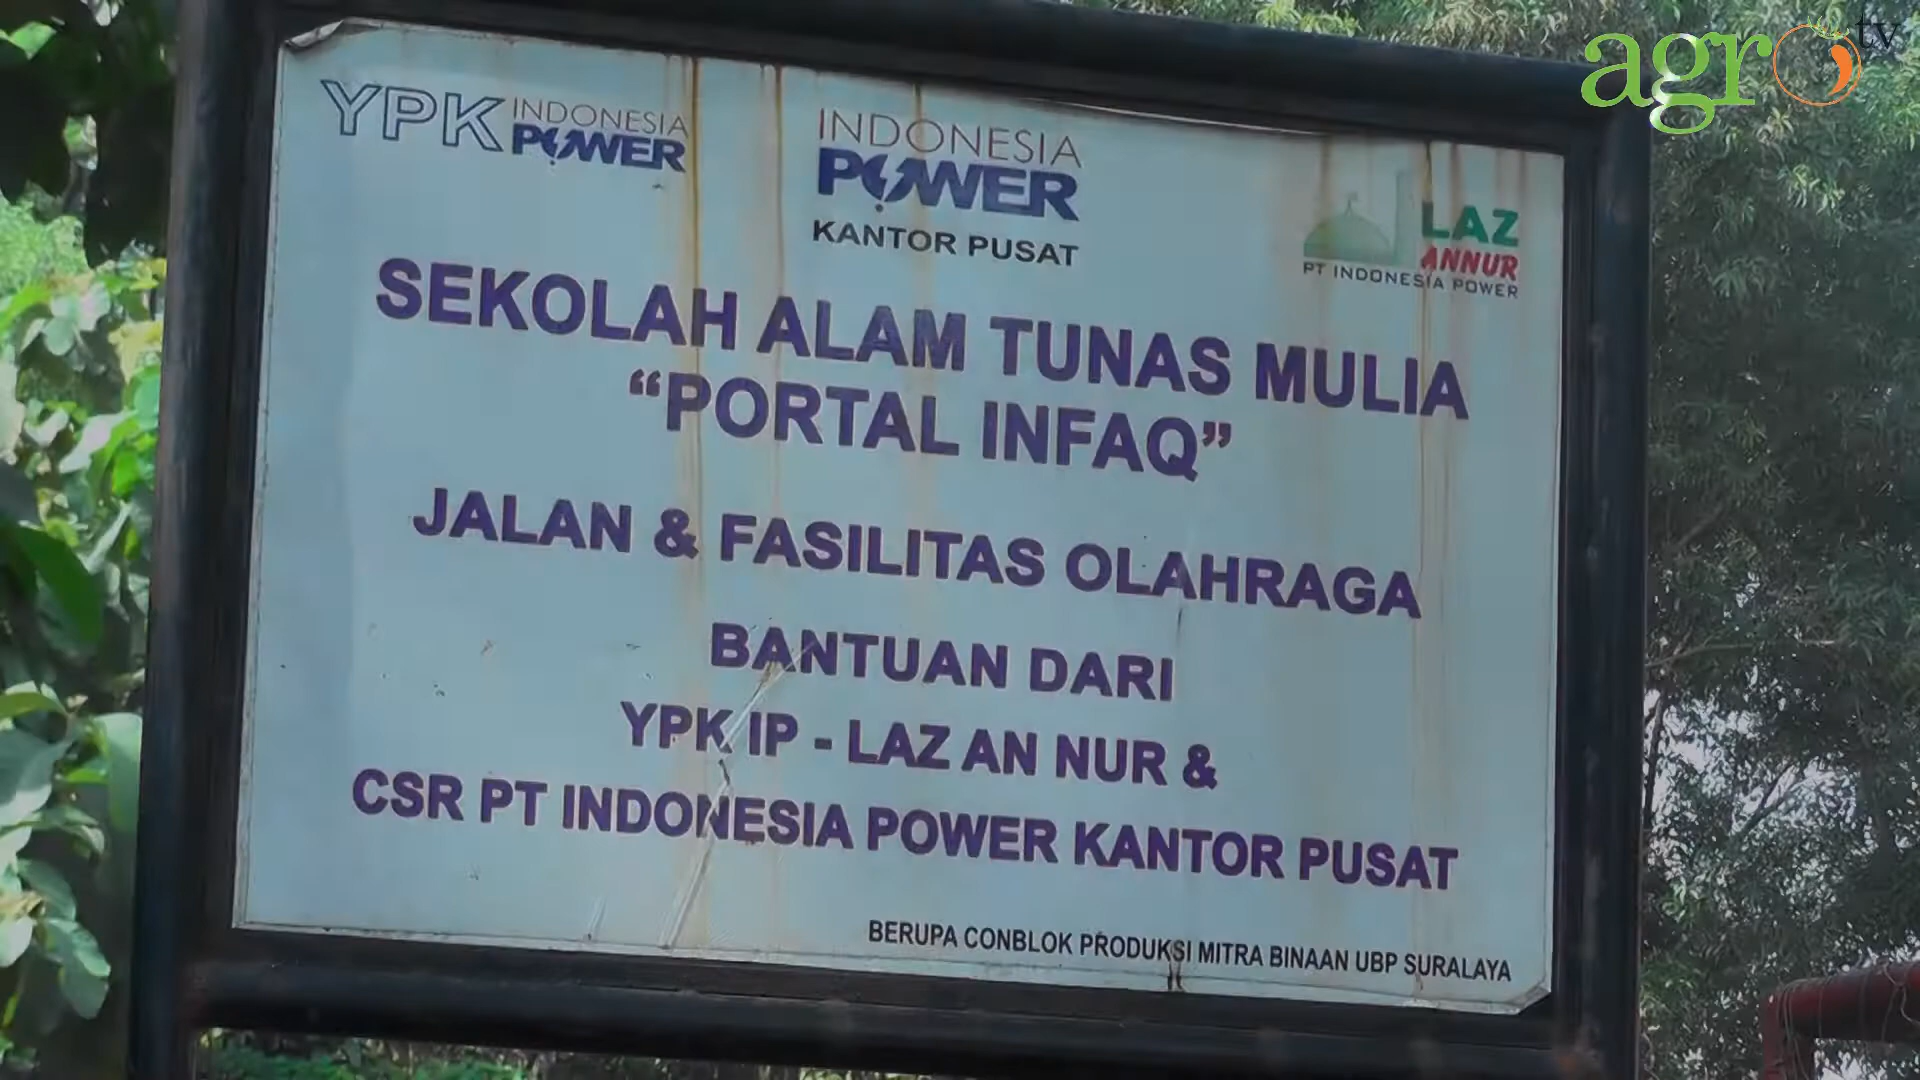 agro tv
YPK INDONESIA POWER
INDONESIA
POWER
KANTOR PUSAT
LAZ
ANNUR
PT INDONESIA POWER
SEKOLAH ALAM TUNAS MULIA
“PORTAL INFAQ”
JALAN & FASILITAS OLAHRAGA
BANTUAN DARI
YPK IP - LAZ AN NUR &
CSR PT INDONESIA POWER KANTOR PUSAT
BERUPA CONBLOK PRODUKSI MITRA BINAAN UBP SURALAYA